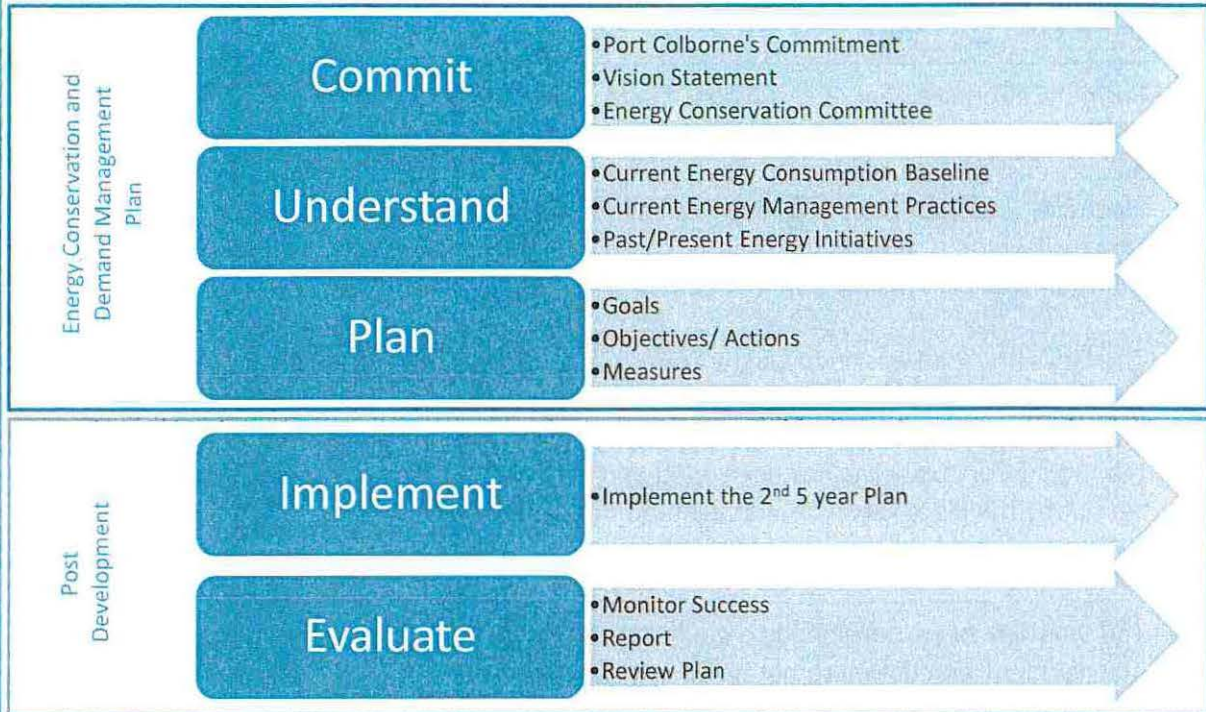 Energy Conservation and
Demand Management
Plan
Commit
•Port Colborne's Commitment
•Vision Statement
•Energy Conservation Committee
Understand
•Current Energy Consumption Baseline
•Current Energy Management Practices
•Past/Present Energy Initiatives
Plan
•Goals
•Objectives/ Actions
•Measures
Post
Development
Implement
•Implement the 2nd 5 year Plan
Evaluate
•Monitor Success
•Report
•Review Plan